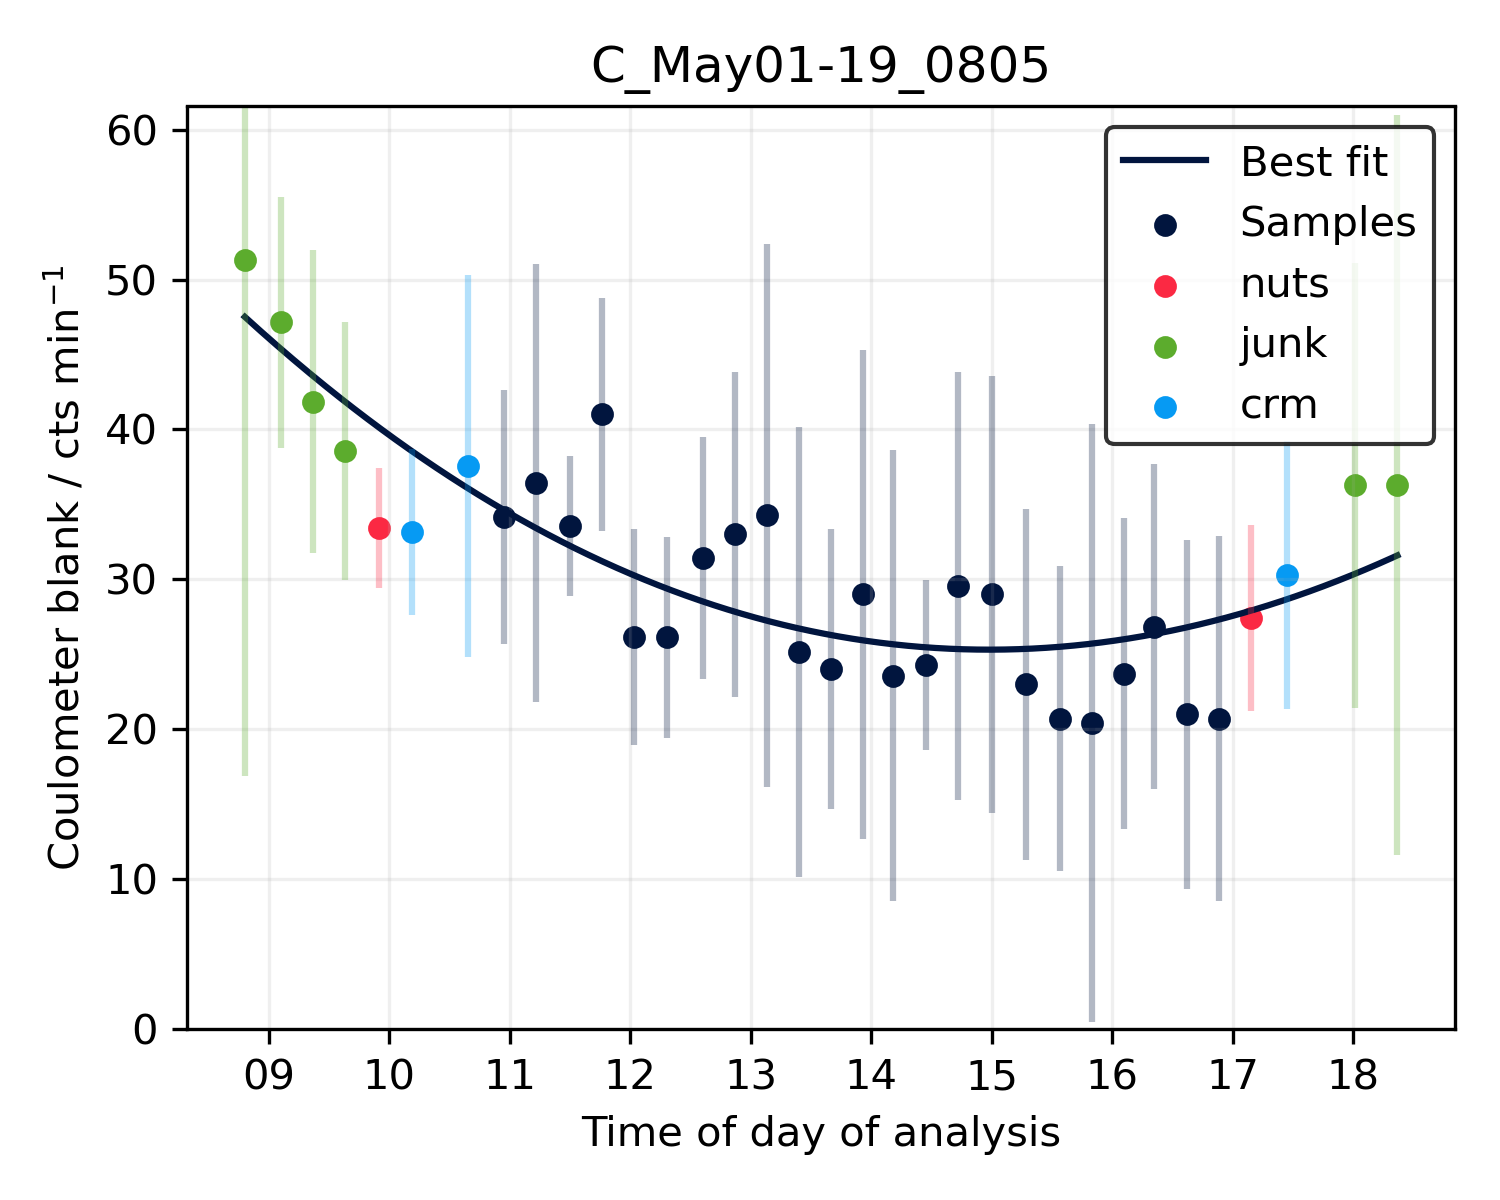 C_May01-19_0805
60
50
40
30
20
10
0
Coulometer blank / cts min⁻¹
Best fit
Samples
nuts
junk
crm
09 10 11 12 13 14 15 16 17 18
Time of day of analysis